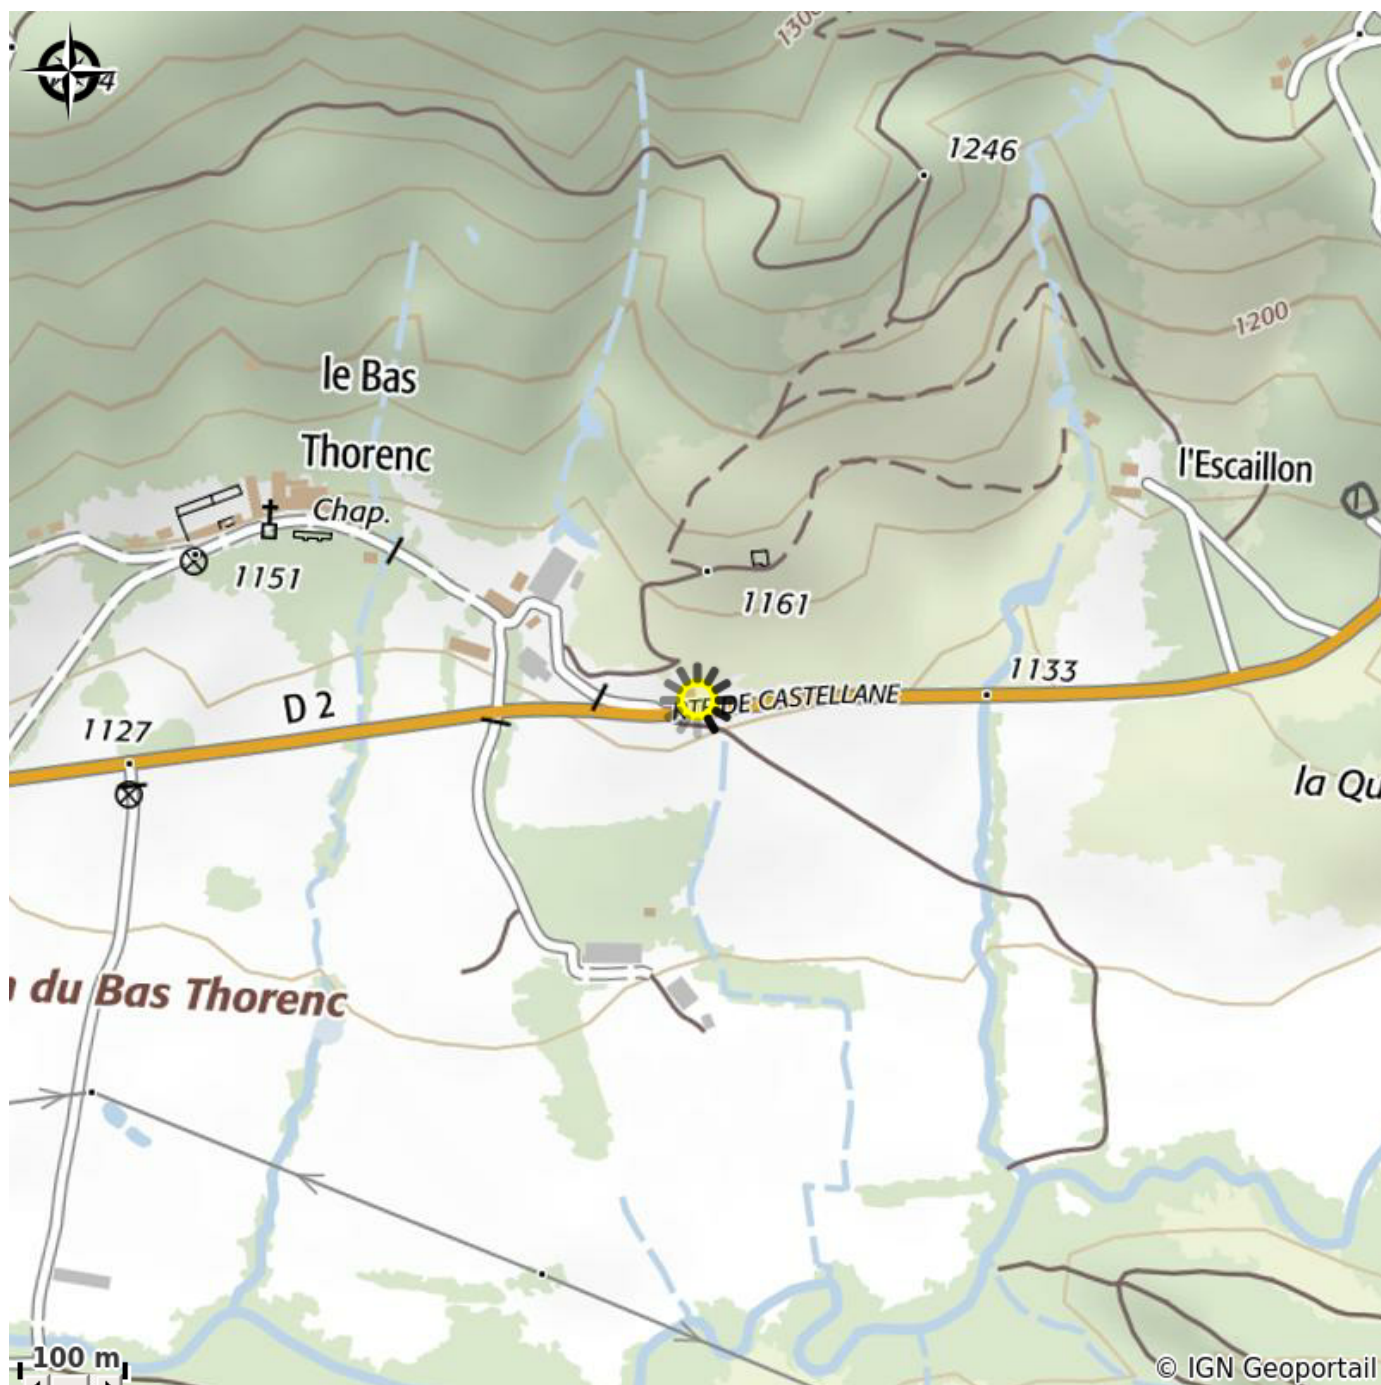 1300
1246
1200
le Bas
Thorenc
l'Escaillon
Chap.
1151
1161
1133
D 2
RTE DE CASTELLANE
1127
la Qu
du Bas Thorenc
100 m
© IGN Geoportail